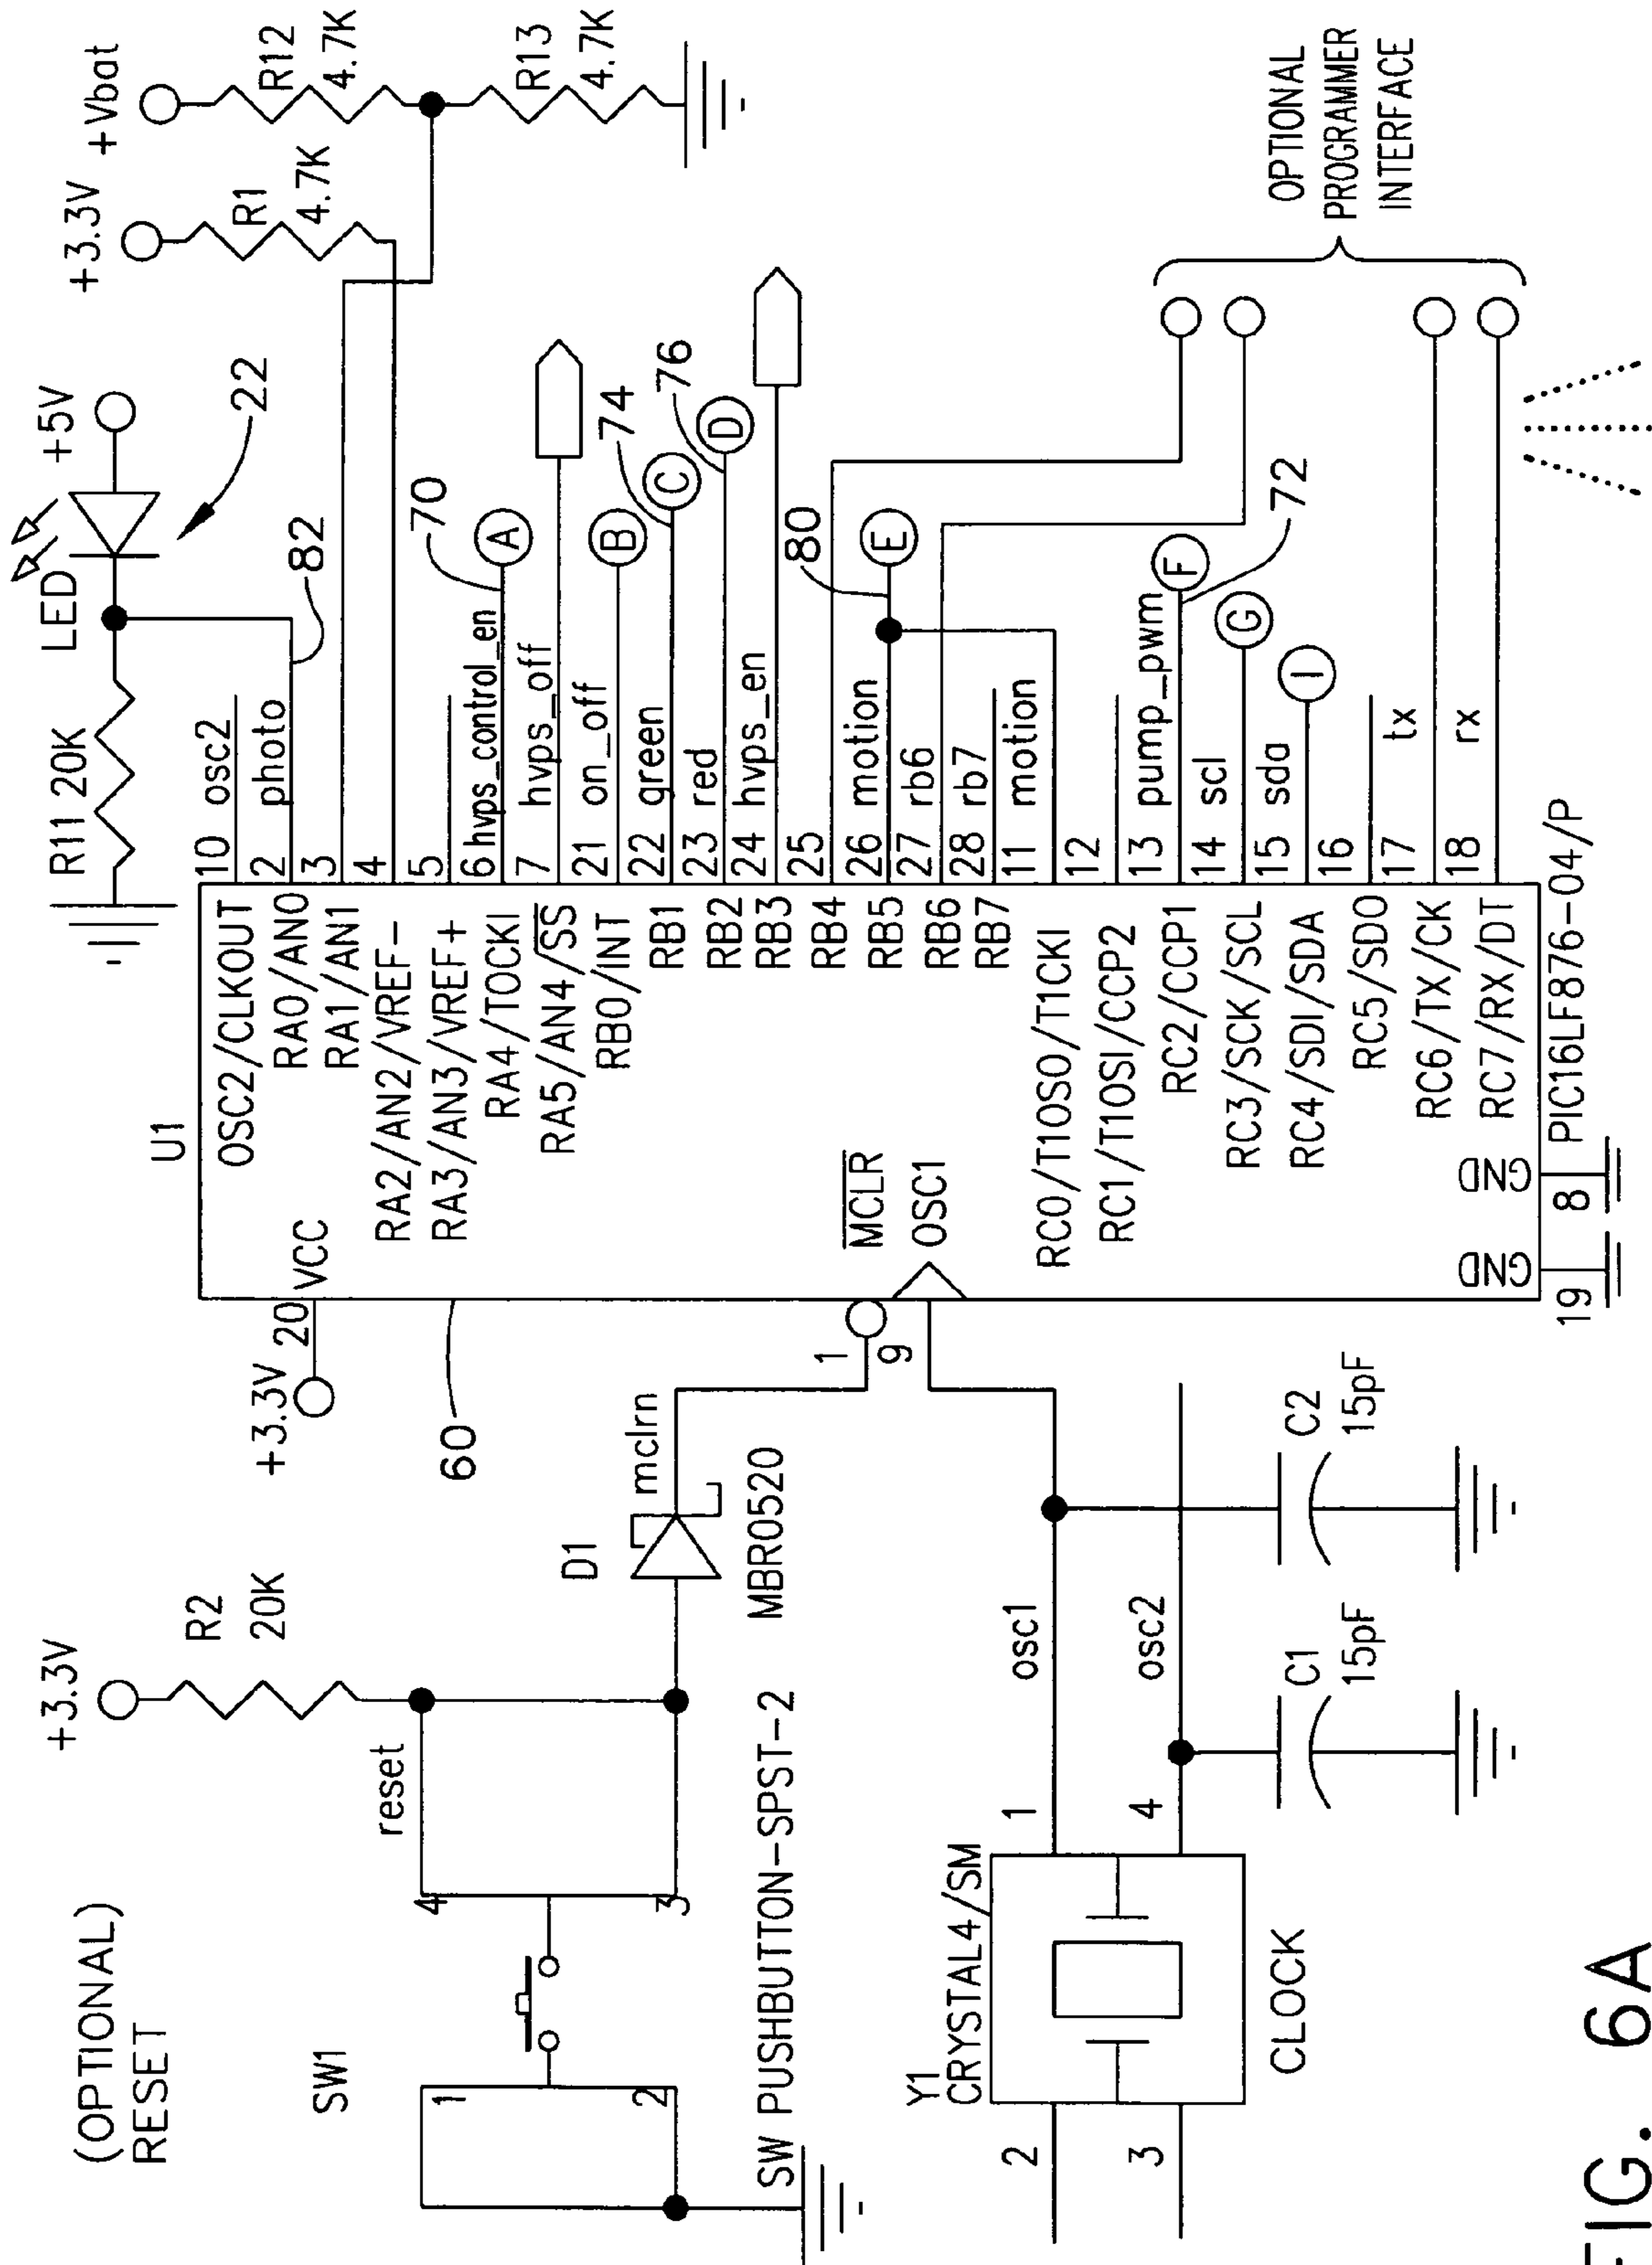 (OPTIONAL)
RESET
+3.3V
R2
20K
reset
SW1
1
2
4
3
SW PUSHBUTTON-SPST-2
D1
mclrn
MBR0520
Y1
CRYSTAL4/SM
CLOCK
2
3
1
4
osc1
osc2
C1
15pF
C2
15pF
+3.3V
20
VCC
60
1
9
U1
MCLR
OSC1
OSC2/CLKOUT
RA0/AN0
RA1/AN1
RA2/AN2/VREF-
RA3/AN3/VREF+
RA4/TOCKI
RA5/AN4/SS
RB0/INT
RB1
RB2
RB3
RB4
RB5
RB6
RB7
RC0/T1OSO/T1CKI
RC1/T1OSI/CCP2
RC2/CCP1
RC3/SCK/SCL
RC4/SDI/SDA
RC5/SDO
RC6/TX/CK
RC7/RX/DT
GND
GND
19
8
PIC16LF876-04/P
10 osc2
2 photo
3
4
5
6 hvps_control_en
7 hvps_off
21 on_off
22 green
23 red
24 hvps_en
25
26 motion
27 rb6
28 rb7
11 motion
12
13 pump_pwm
14 scl
15 sda
16
17 tx
18 rx
R11 20K
LED
+5V
22
82
+3.3V
R1
4.7K
+Vbat
R12
4.7K
R13
4.7K
70
A
B
74
C
76
D
80
E
F
72
G
I
OPTIONAL
PROGRAMER
INTERFACE
FIG. 6A